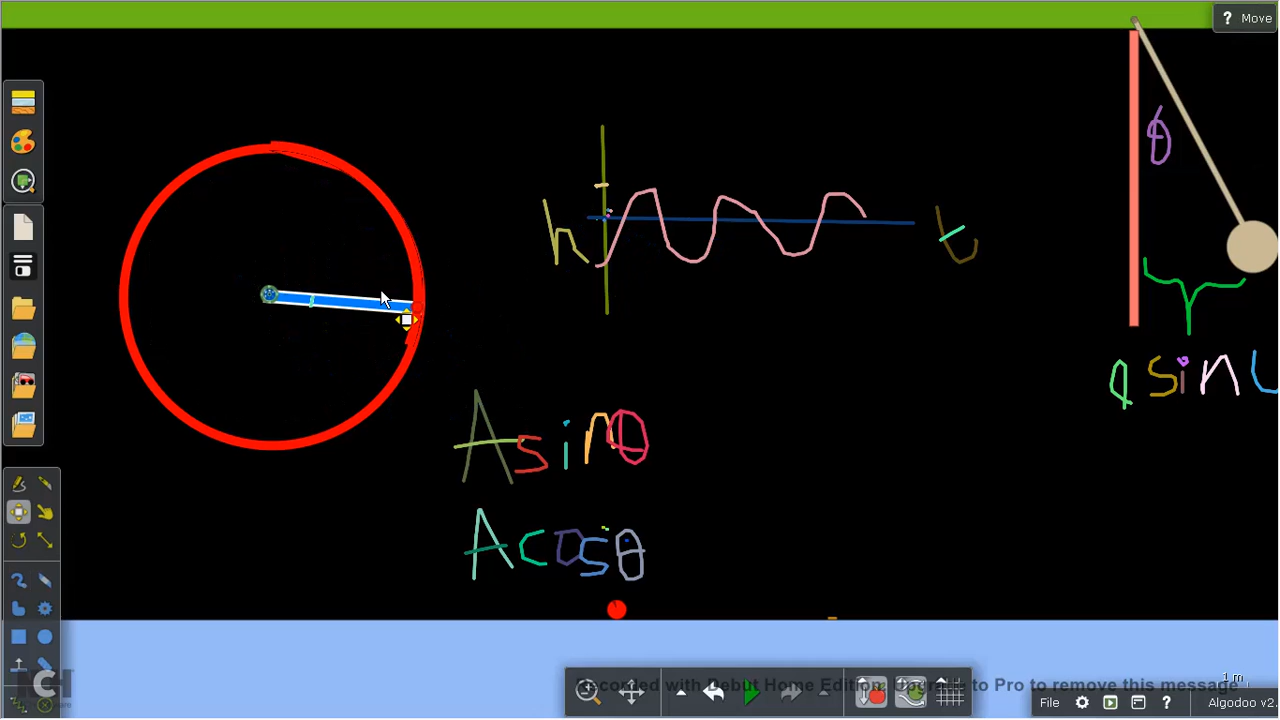 ? Move
θ
h
t
q sin
A sin θ
A cos θ
Recorded with Debut Home Edition. Upgrade to Pro to remove this message
1 m
File
?
Algodoo v2.